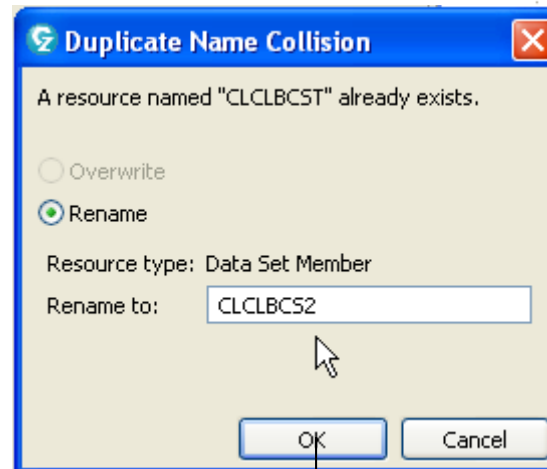 Duplicate Name Collision
A resource named "CLCLBCST" already exists.
Overwrite
Rename
Resource type: Data Set Member
Rename to: CLCLBCS2
OK Cancel